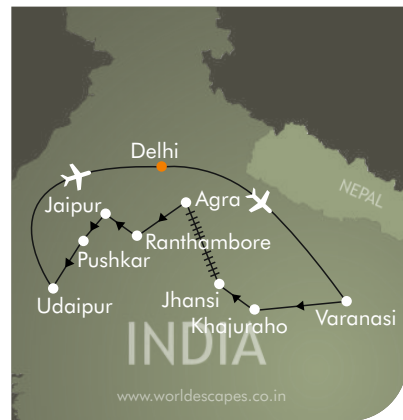 Delhi
NEPAL
Jaipur
Agra
Ranthambore
Pushkar
Udaipur
Jhansi
Khajuraho
Varanasi
INDIA
www.worldescapes.co.in